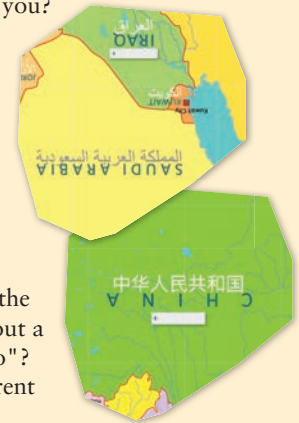 you?
العراق
IRAQ
الكويت
KUWAIT
Kuwait City
المملكة العربية السعودية
SAUDI ARABIA
the
out a
o"?
rent
中华人民共和国
CHINA